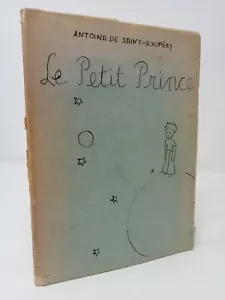 ANTOINE DE SAINT-EXUPÉRY
Le Petit Prince